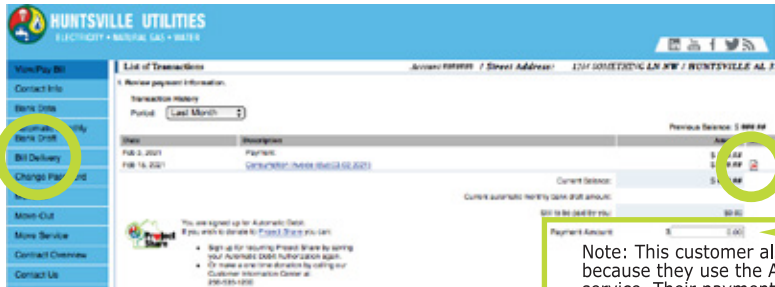 HUNTSVILLE UTILITIES
ELECTRICITY • NATURAL GAS • WATER
View/Pay Bill
List of Transactions
/ Street Address:
LN NW / HUNTSVILLE AL
Contact Info
1. Review payment information.
Transaction History
Bank Data
Period: Last Month
Monthly
Bank Draft
Previous Balance: $
Date
Description
Feb 3, 2021
Payment
Bill Delivery
Feb 16, 2021
Consumption Invoice
Change
Current Balance:
Current automatic monthly bank draft amount:
Move-Out
Still to be paid by you:
$0.00
You are signed up for Automatic Debit.
Project Share
If you wish to donate to Project Share you can:
Payment Amount
$
0.00
Move Service
• Sign up for recurring Project Share by saving
your Automatic Debit Authorization again.
Contract Overview
• Or make a one time donation by calling our
Customer Information Center at
Contact Us
Note: This customer al
because they use the A
service. Their payment